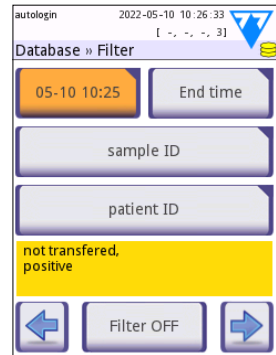 autologin 2022-05-10 10:26:33
[ -, -, -, 3]
Database » Filter
05-10 10:25 End time
sample ID
patient ID
not transfered,
positive
Filter OFF